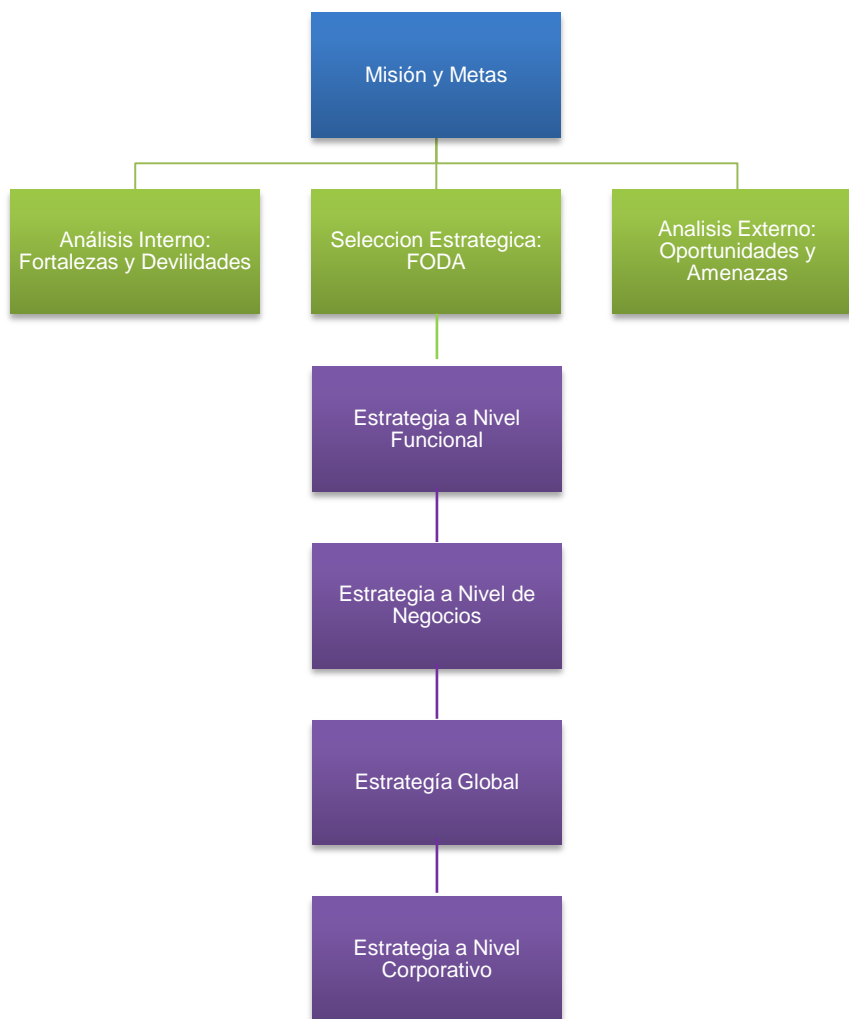 Misión y Metas
Análisis Interno:
Fortalezas y Devilidades
Seleccion Estrategica:
FODA
Analisis Externo:
Oportunidades y
Amenazas
Estrategia a Nivel
Funcional
Estrategia a Nivel de
Negocios
Estrategía Global
Estrategia a Nivel
Corporativo